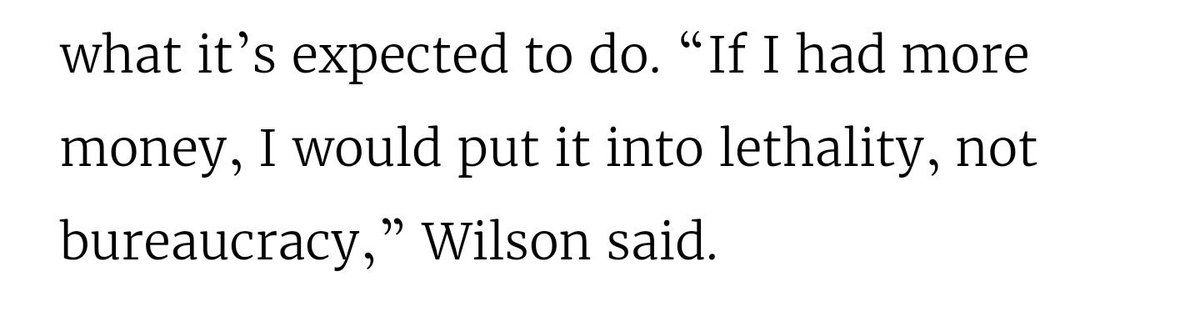 what it’s expected to do. “If I had more
money, I would put it into lethality, not
bureaucracy,” Wilson said.